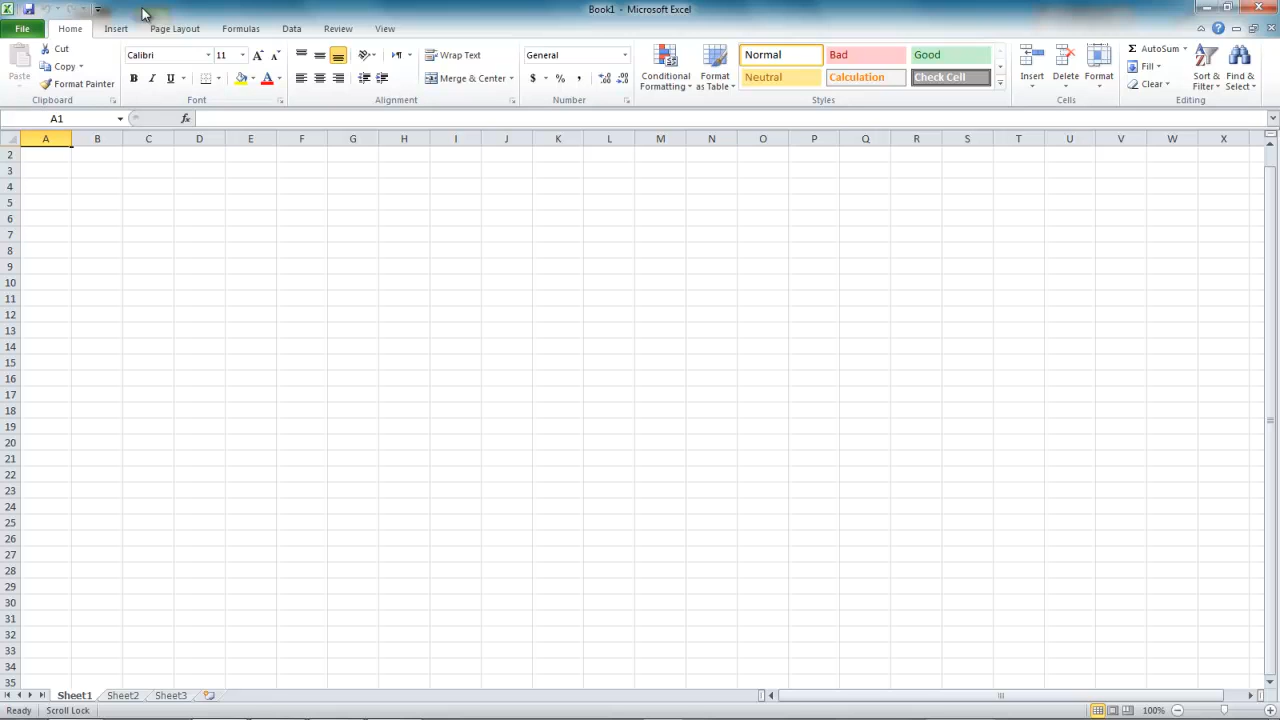 Book1 - Microsoft Excel
File Home Insert Page Layout Formulas Data Review View
Paste Cut Copy Format Painter
Calibri 11 A A
B I U A
Wrap Text
Merge & Center
General
$ % ,
Conditional Formatting
Format as Table
Normal Bad Good
Neutral Calculation Check Cell
Insert Delete Format
Σ AutoSum
Fill
Clear
Sort & Filter
Find & Select
Clipboard Font Alignment Number Styles Cells Editing
A1 fx
A B C D E F G H I J K L M N O P Q R S T U V W X
2
3
4
5
6
7
8
9
10
11
12
13
14
15
16
17
18
19
20
21
22
23
24
25
26
27
28
29
30
31
32
33
34
35
Sheet1 Sheet2 Sheet3
Ready Scroll Lock 100%